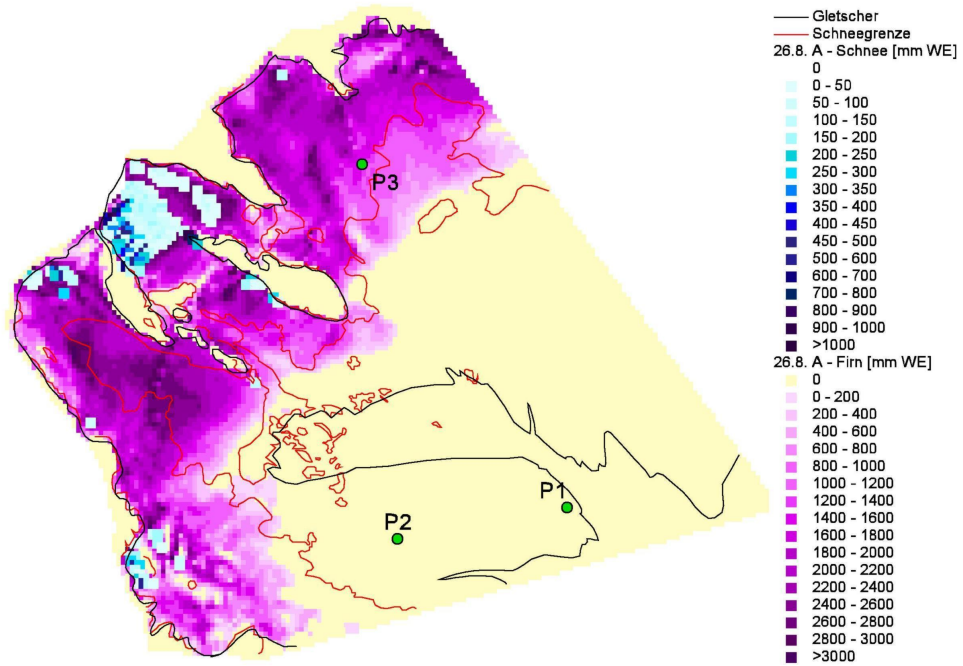 Gletscher
Schneegrenze
26.8. A - Schnee [mm WE]
0
0 - 50
50 - 100
100 - 150
150 - 200
200 - 250
250 - 300
300 - 350
350 - 400
400 - 450
450 - 500
500 - 600
600 - 700
700 - 800
800 - 900
900 - 1000
>1000
26.8. A - Firn [mm WE]
0
0 - 200
200 - 400
400 - 600
600 - 800
800 - 1000
1000 - 1200
1200 - 1400
1400 - 1600
1600 - 1800
1800 - 2000
2000 - 2200
2200 - 2400
2400 - 2600
2600 - 2800
2800 - 3000
>3000
P3
P1
P2